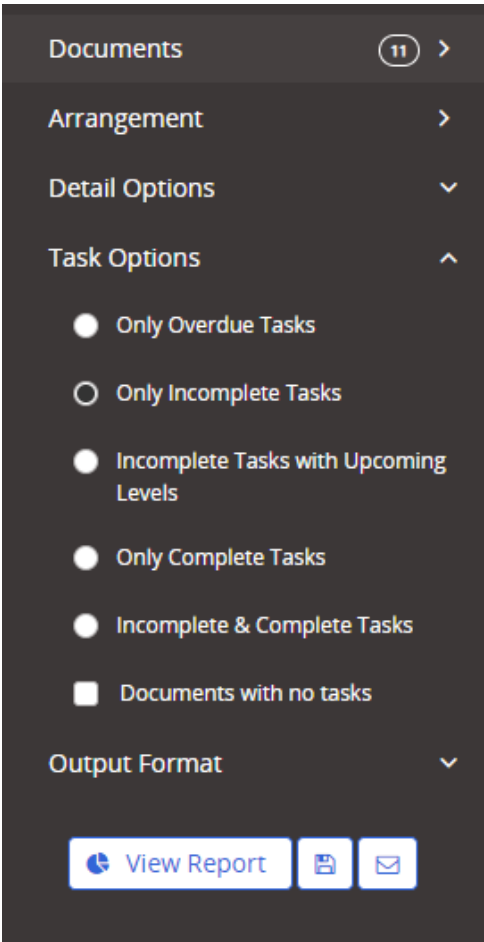 Documents 11
Arrangement
Detail Options
Task Options
Only Overdue Tasks
Only Incomplete Tasks
Incomplete Tasks with Upcoming
Levels
Only Complete Tasks
Incomplete & Complete Tasks
Documents with no tasks
Output Format
View Report